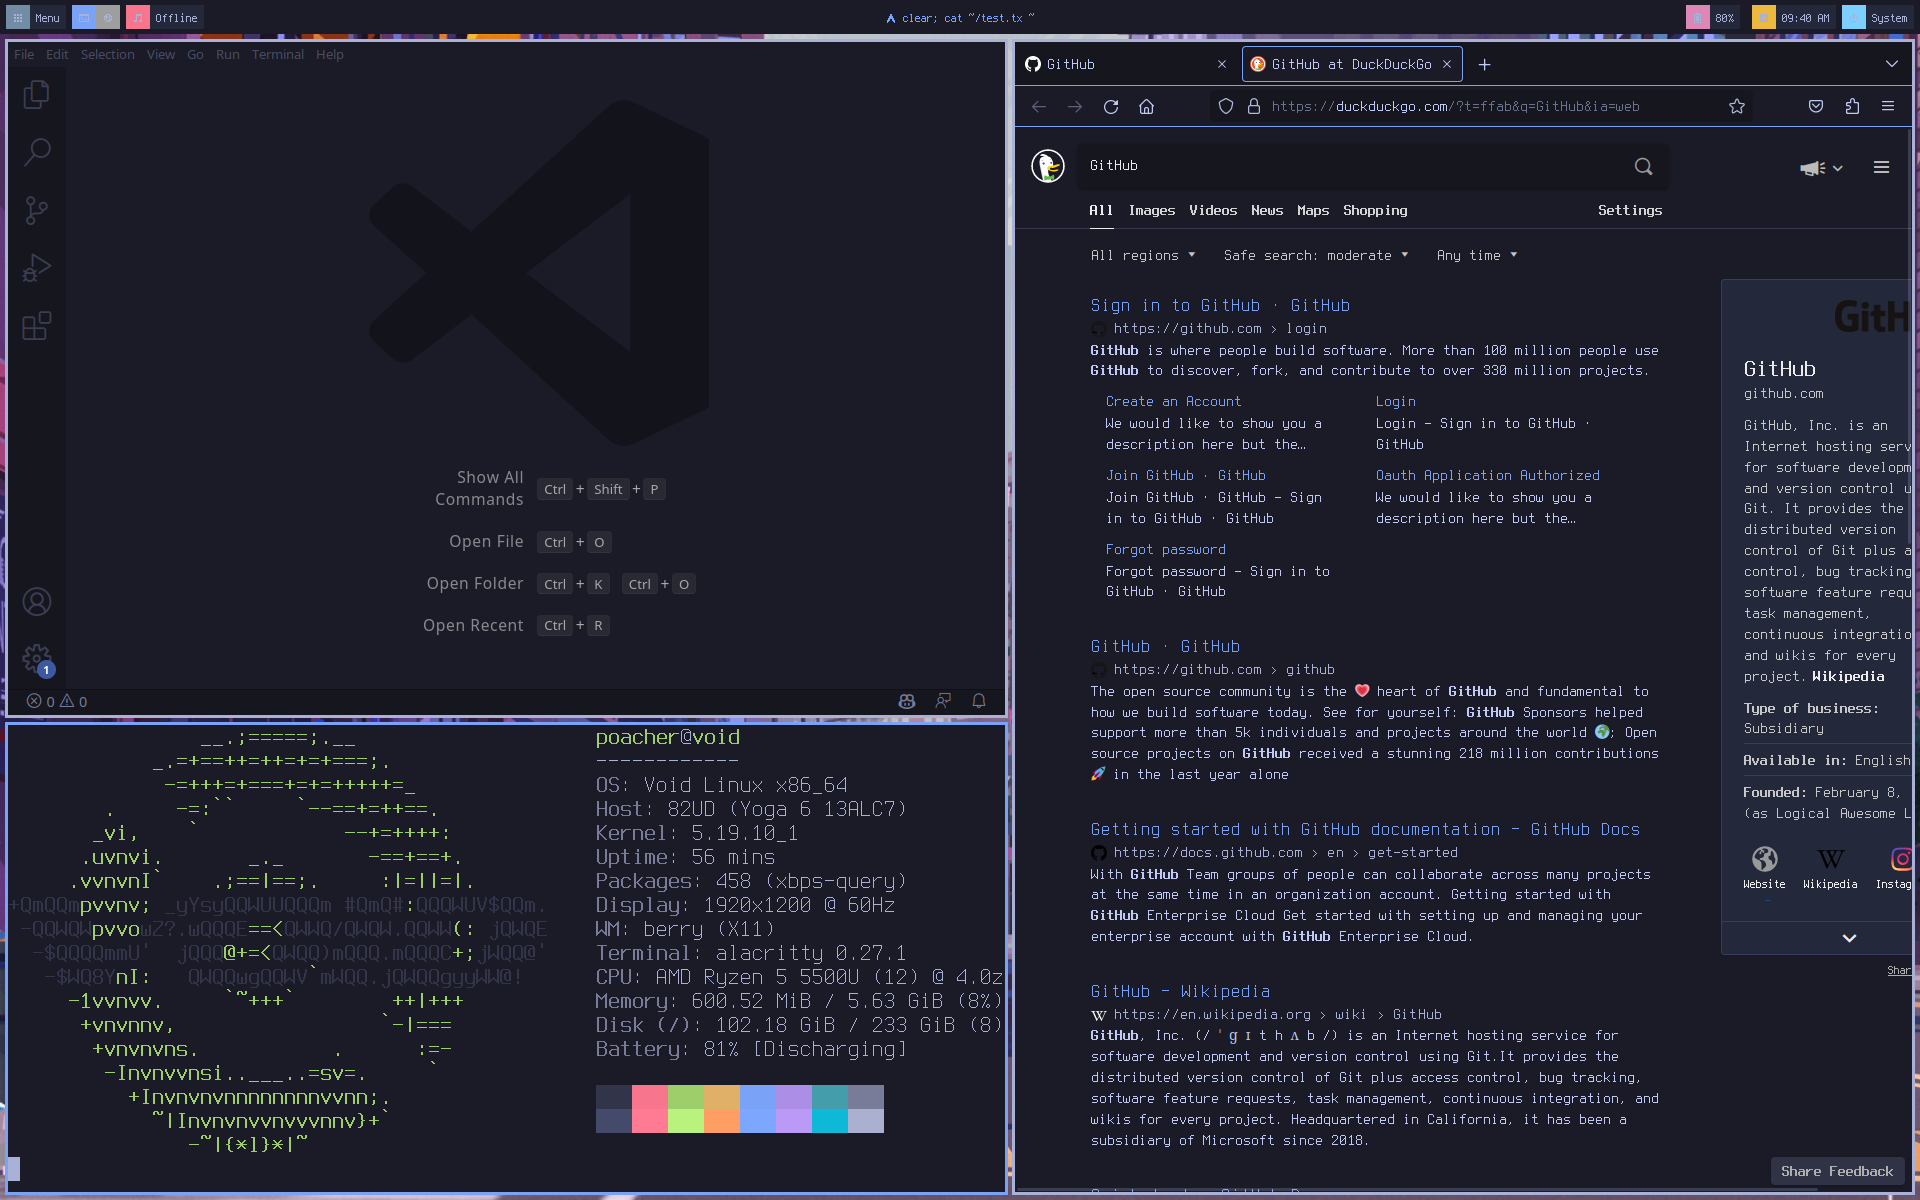 Menu
Offline
clear; cat ~/test.tx ~
80%
09:40 AM
System
File Edit Selection View Go Run Terminal Help
Show All Commands Ctrl + Shift + P
Open File Ctrl + O
Open Folder Ctrl + K Ctrl + O
Open Recent Ctrl + R
1
0 0
poacher@void
------------
OS: Void Linux x86_64
Host: 82UD (Yoga 6 13ALC7)
Kernel: 5.19.10_1
Uptime: 56 mins
Packages: 458 (xbps-query)
Display: 1920x1200 @ 60Hz
WM: berry (X11)
Terminal: alacritty 0.27.1
CPU: AMD Ryzen 5 5500U (12) @ 4.0z
Memory: 600.52 MiB / 5.63 GiB (8%)
Disk (/): 102.18 GiB / 233 GiB (8)
Battery: 81% [Discharging]
GitHub
GitHub at DuckDuckGo
https://duckduckgo.com/?t=ffab&q=GitHub&ia=web
GitHub
All Images Videos News Maps Shopping Settings
All regions Safe search: moderate Any time
Sign in to GitHub · GitHub
https://github.com › login
GitHub is where people build software. More than 100 million people use
GitHub to discover, fork, and contribute to over 330 million projects.
Create an Account
We would like to show you a
description here but the…
Login
Login - Sign in to GitHub ·
GitHub
Join GitHub · GitHub
Join GitHub · GitHub - Sign
in to GitHub · GitHub
Oauth Application Authorized
We would like to show you a
description here but the…
Forgot password
Forgot password - Sign in to
GitHub · GitHub
GitHub · GitHub
https://github.com › github
The open source community is the ❤️ heart of GitHub and fundamental to
how we build software today. See for yourself: GitHub Sponsors helped
support more than 5k individuals and projects around the world 🌍; Open
source projects on GitHub received a stunning 218 million contributions
🚀 in the last year alone
Getting started with GitHub documentation - GitHub Docs
https://docs.github.com › en › get-started
With GitHub Team groups of people can collaborate across many projects
at the same time in an organization account. Getting started with
GitHub Enterprise Cloud Get started with setting up and managing your
enterprise account with GitHub Enterprise Cloud.
GitHub - Wikipedia
W https://en.wikipedia.org › wiki › GitHub
GitHub, Inc. (/ ˈ ɡ ɪ t h ʌ b /) is an Internet hosting service for
software development and version control using Git.It provides the
distributed version control of Git plus access control, bug tracking,
software feature requests, task management, continuous integration, and
wikis for every project. Headquartered in California, it has been a
subsidiary of Microsoft since 2018.
GitH
GitHub
github.com
GitHub, Inc. is an
Internet hosting serv
for software developm
and version control u
Git. It provides the
distributed version
control of Git plus a
control, bug tracking
software feature requ
task management,
continuous integratio
and wikis for every
project. Wikipedia
Type of business:
Subsidiary
Available in: English
Founded: February 8,
(as Logical Awesome L
W
Website Wikipedia Instag
Shar
Share Feedback